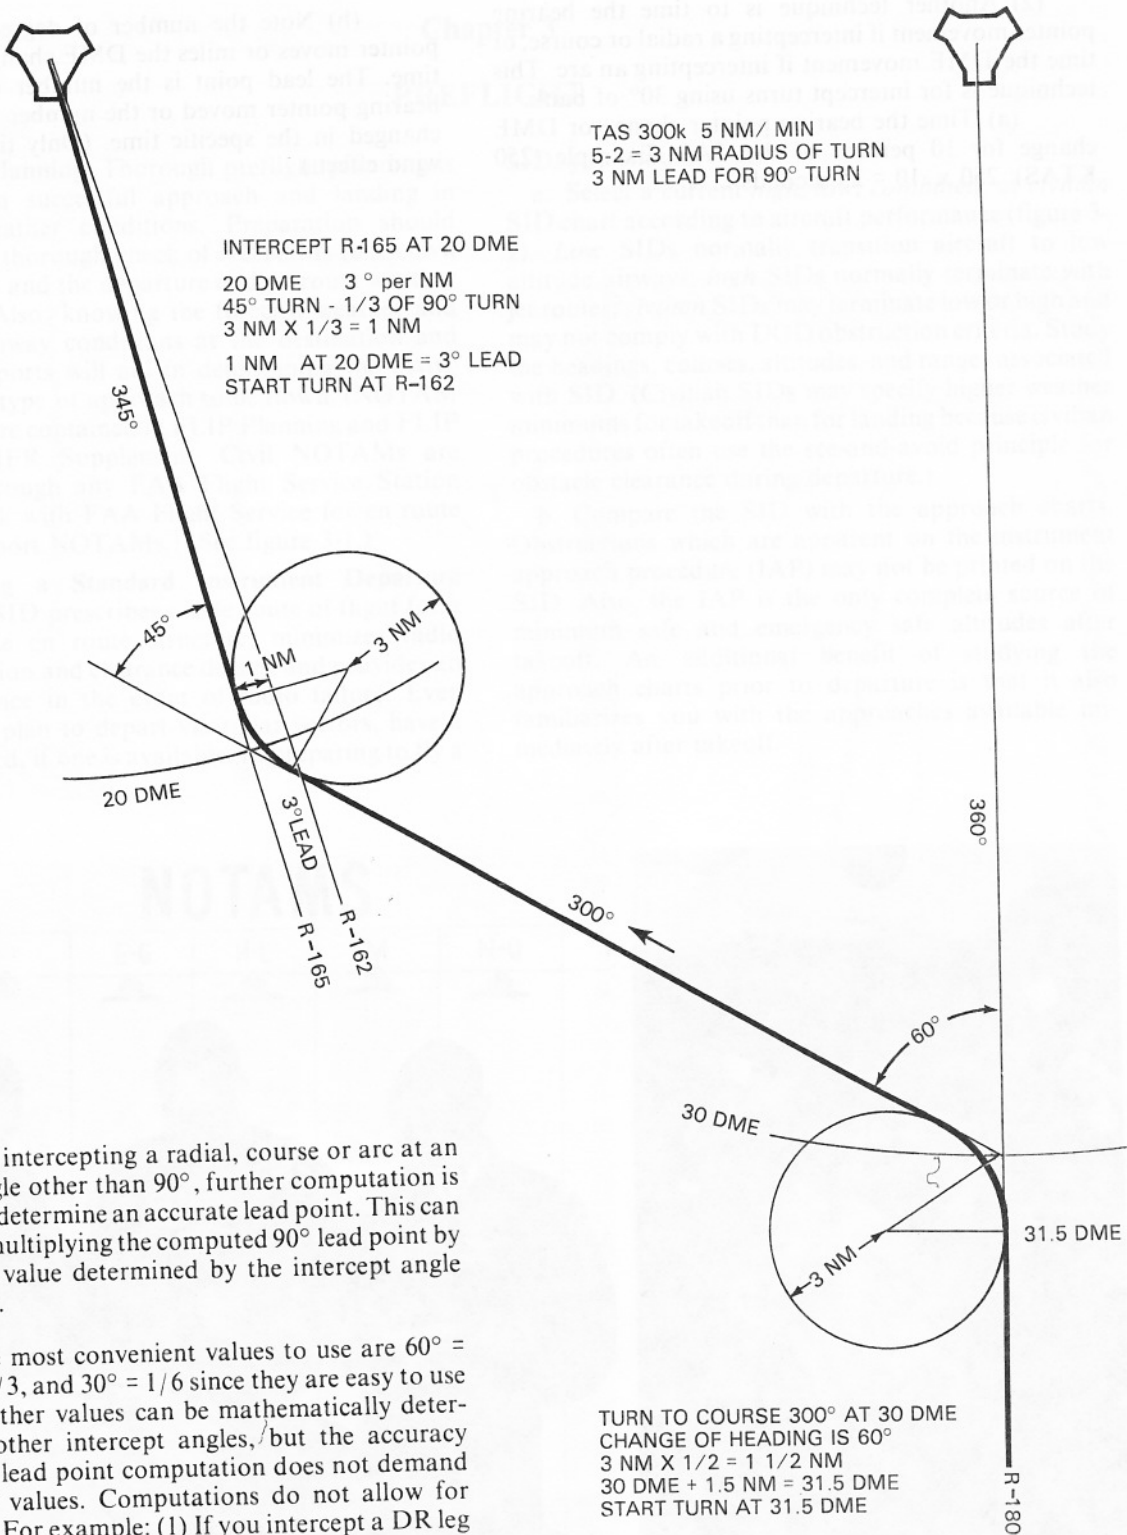 TAS 300k 5 NM/ MIN
5-2 = 3 NM RADIUS OF TURN
3 NM LEAD FOR 90° TURN
INTERCEPT R-165 AT 20 DME
20 DME 3° per NM
45° TURN - 1/3 OF 90° TURN
3 NM X 1/3 = 1 NM
1 NM AT 20 DME = 3° LEAD
START TURN AT R-162
345°
360°
45°
1 NM
3 NM
20 DME
3° LEAD
R-165
R-162
300°
60°
30 DME
3 NM
31.5 DME
R-180
intercepting a radial, course or arc at an
gle other than 90°, further computation is
determine an accurate lead point. This can
multiplying the computed 90° lead point by
value determined by the intercept angle
.
most convenient values to use are 60° =
/3, and 30° = 1/6 since they are easy to use
ther values can be mathematically deter-
other intercept angles, but the accuracy
lead point computation does not demand
values. Computations do not allow for
For example: (1) If you intercept a DR leg
TURN TO COURSE 300° AT 30 DME
CHANGE OF HEADING IS 60°
3 NM X 1/2 = 1 1/2 NM
30 DME + 1.5 NM = 31.5 DME
START TURN AT 31.5 DME